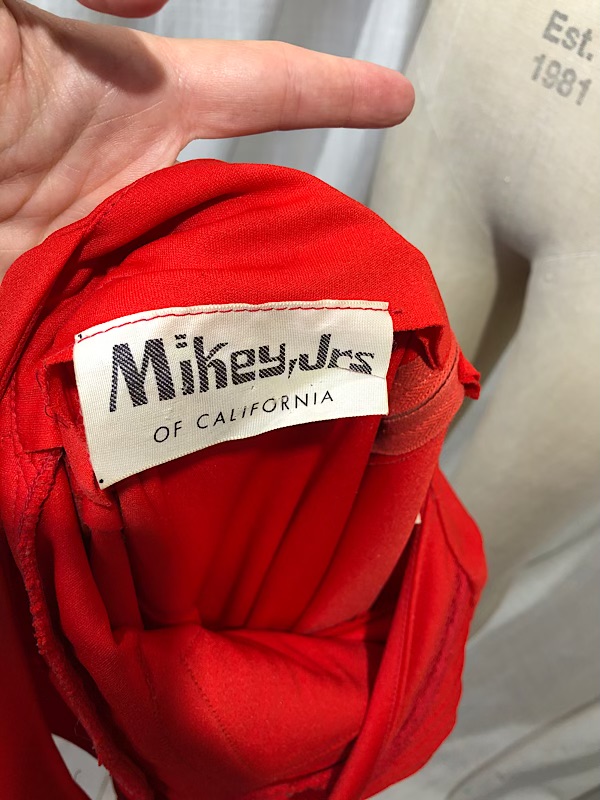 Est.
1981
Mikey, Jrs
OF CALIFORNIA